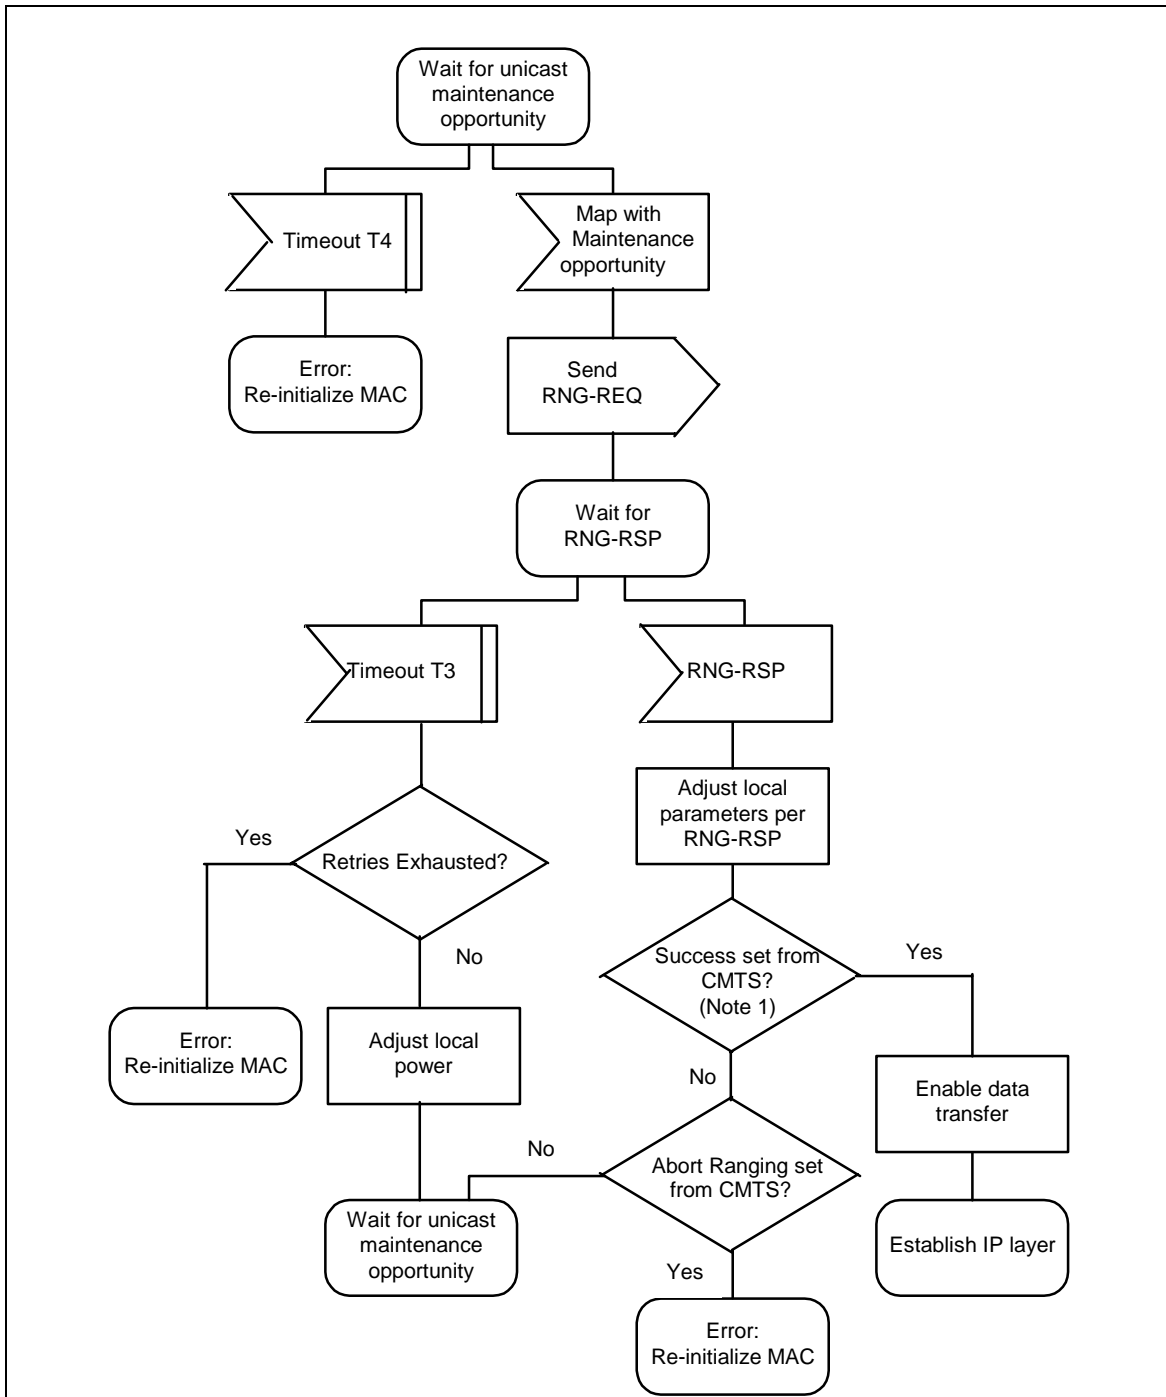 Wait for unicast
maintenance
opportunity
Timeout T4
Map with
Maintenance
opportunity
Error:
Re-initialize MAC
Send
RNG-REQ
Wait for
RNG-RSP
Timeout T3
RNG-RSP
Adjust local
parameters per
RNG-RSP
Yes
Retries Exhausted?
No
Success set from
CMTS?
(Note 1)
Yes
Error:
Re-initialize MAC
Adjust local
power
No
Enable data
transfer
No
Abort Ranging set
from CMTS?
Wait for unicast
maintenance
opportunity
Establish IP layer
Yes
Error:
Re-initialize MAC